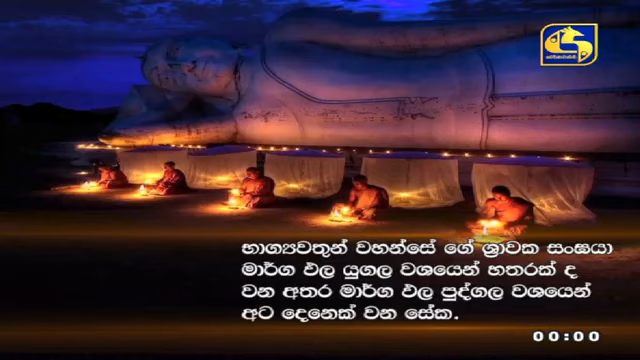 භාග්‍යවතුන් වහන්සේ ගේ ශ්‍රාවක සංඝයා
මාර්ග ඵල යුගල වශයෙන් හතරක් ද
වන අතර මාර්ග ඵල පුද්ගල වශයෙන්
අට දෙනෙක් වන සේක.
00:00